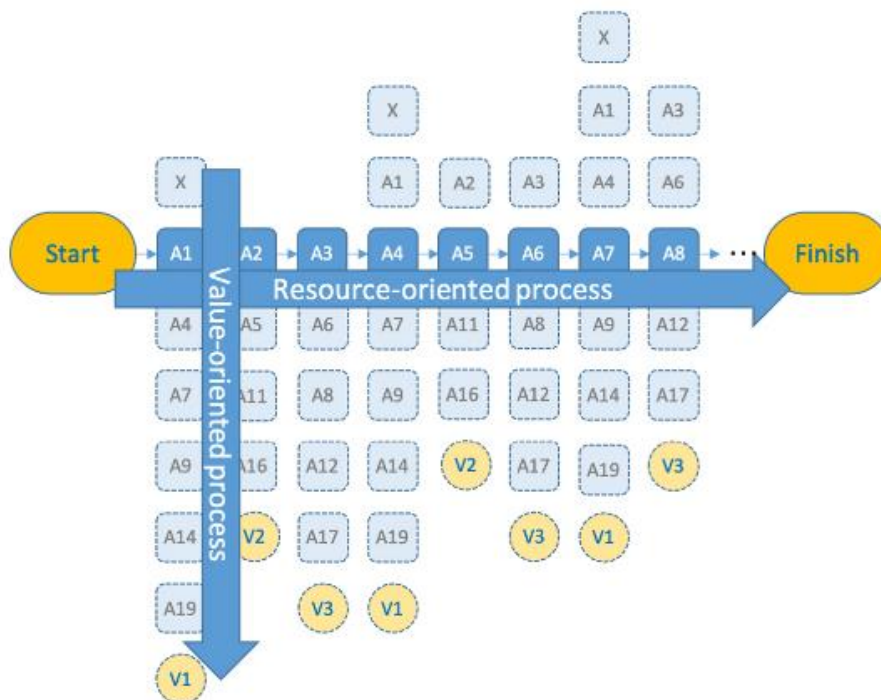 X
X
A1
A3
X
A1
A2
A3
A4
A6
Start
A1
A2
A3
A4
A5
A6
A7
A8
...
Finish
Resource-oriented process
Value-oriented process
A4
A5
A6
A7
A11
A8
A9
A12
A7
A11
A8
A9
A16
A12
A14
A17
A9
A16
A12
A14
V2
A17
A19
V3
A14
V2
A17
A19
V3
V1
A19
V3
V1
V1